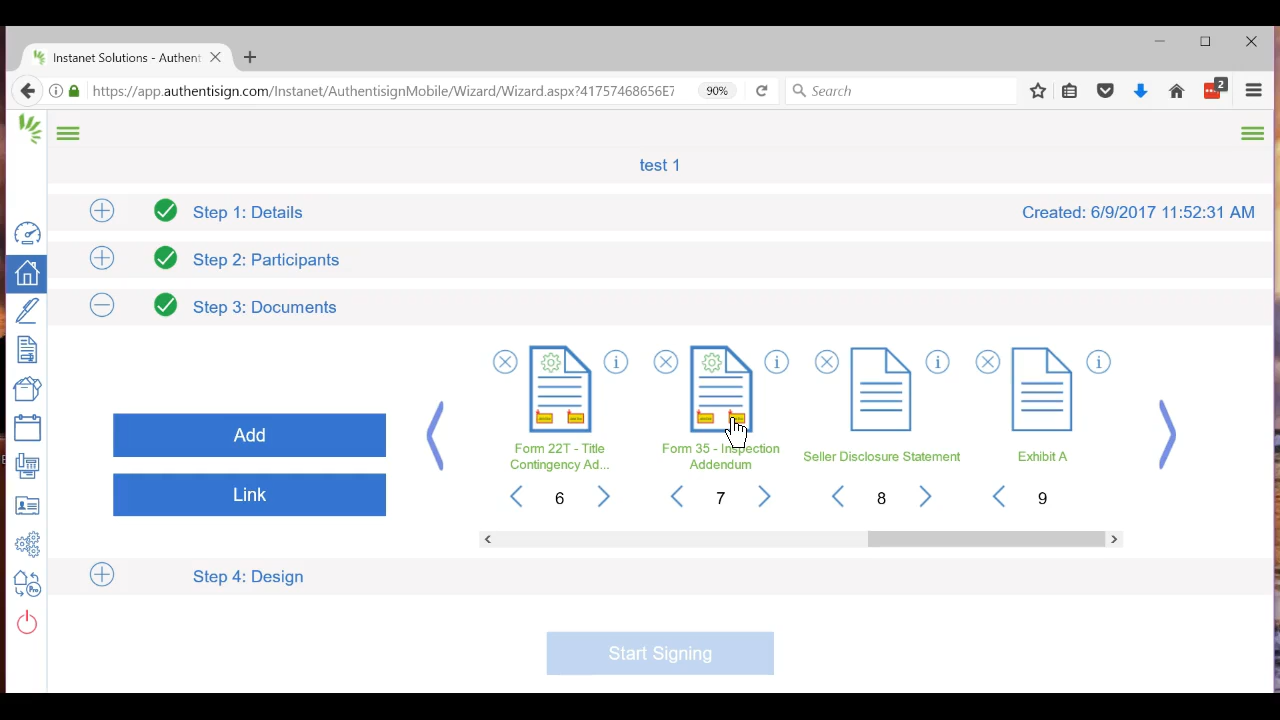 Instanet Solutions - Authent
https://app.authentisign.com/Instanet/AuthentisignMobile/Wizard/Wizard.aspx?41757468656E7
90%
Search
2
test 1
Step 1: Details
Created: 6/9/2017 11:52:31 AM
Step 2: Participants
Step 3: Documents
Add
Link
Form 22T - Title
Contingency Ad...
6
Form 35 - Inspection
Addendum
7
Seller Disclosure Statement
8
Exhibit A
9
Step 4: Design
Start Signing